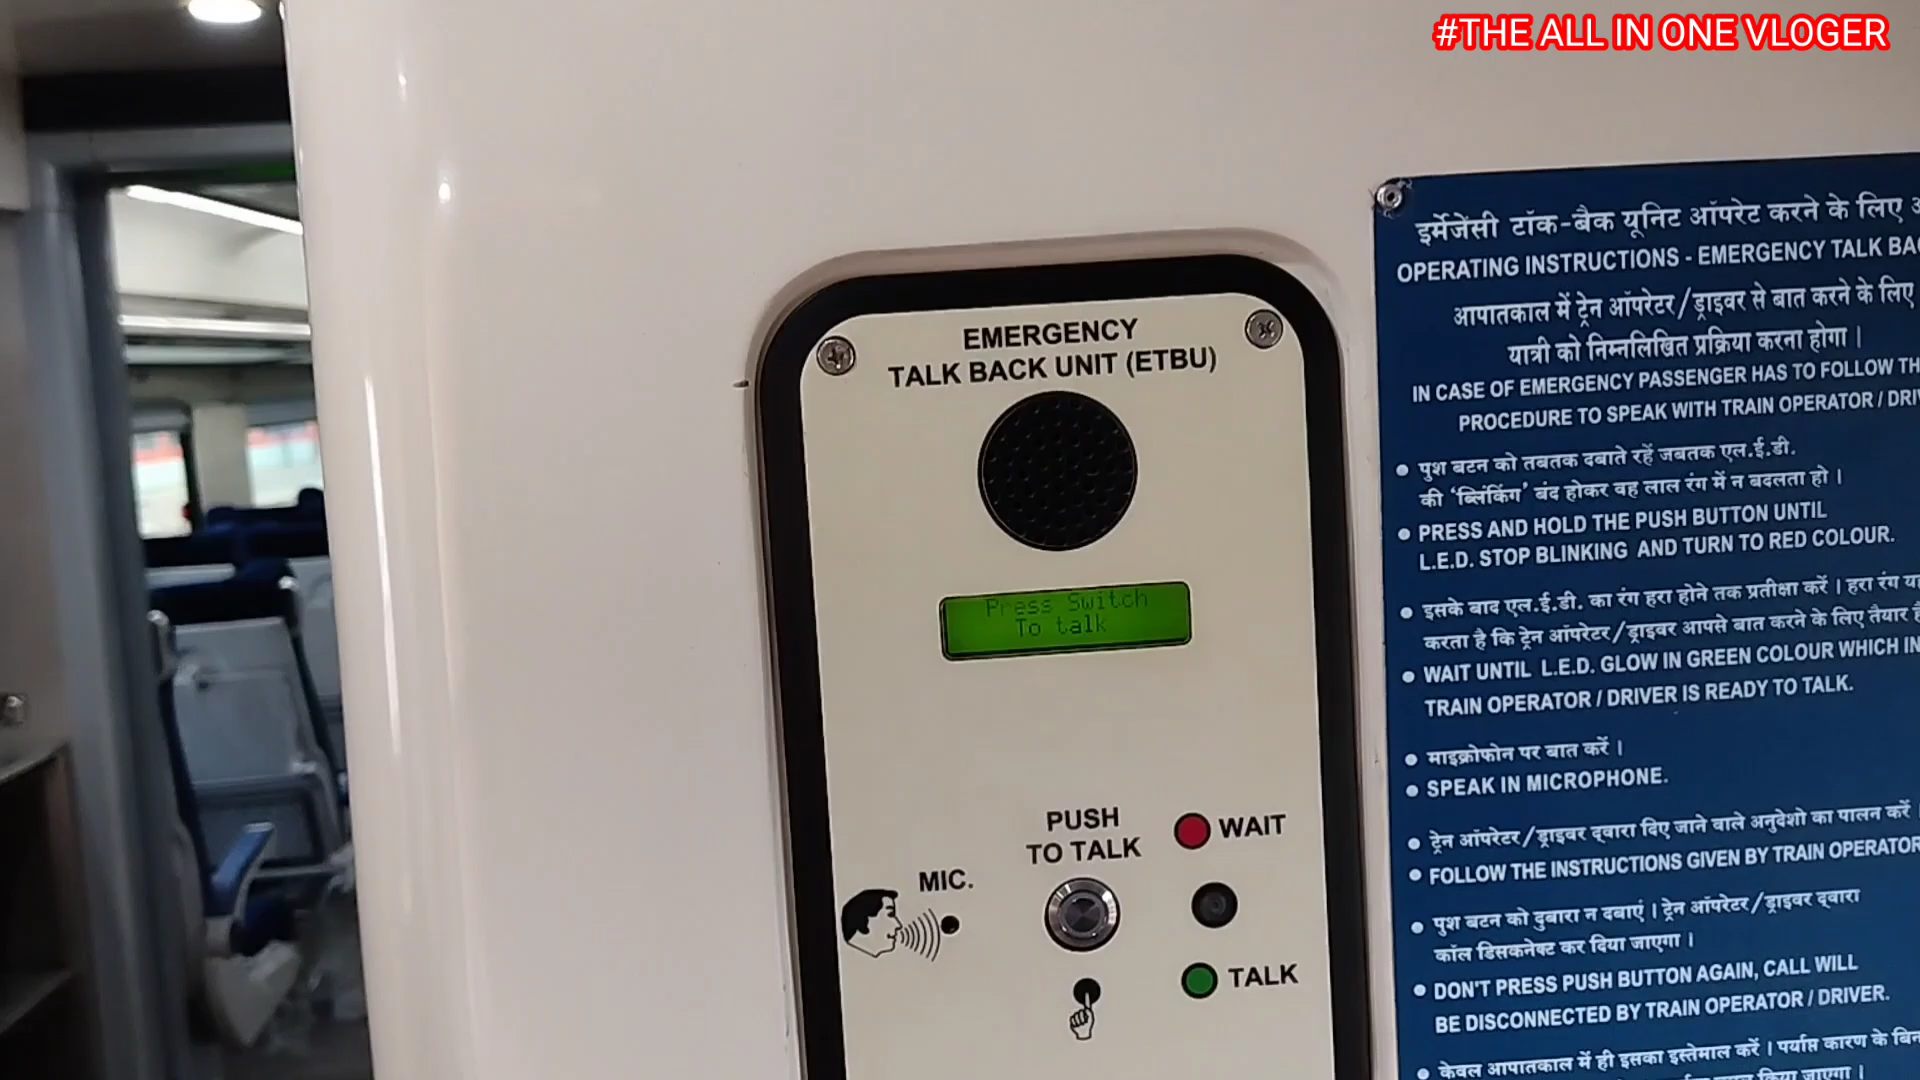 #THE ALL IN ONE VLOGER
EMERGENCY
TALK BACK UNIT (ETBU)
Press Switch
To talk
PUSH
TO TALK
WAIT
MIC.
TALK
इर्मेजेंसी टॉक-बैक यूनिट ऑपरेट करने के लिए
OPERATING INSTRUCTIONS - EMERGENCY TALK
आपातकाल में ट्रेन ऑपरेटर/ड्राइवर से बात करने के लिए
यात्री को निम्नलिखित प्रक्रिया करना होगा।
IN CASE OF EMERGENCY PASSENGER HAS TO FOLLOW
PROCEDURE TO SPEAK WITH TRAIN OPERATOR /
पुश बटन को तबतक दबाते रहें जबतक एल.ई.डी.
की 'ब्लिंकिंग' बंद होकर वह लाल रंग में न बदलता हो।
PRESS AND HOLD THE PUSH BUTTON UNTIL
L.E.D. STOP BLINKING AND TURN TO RED COLOUR.
इसके बाद एल.ई.डी. का रंग हरा होने तक प्रतीक्षा करें। हरा रंग
करता है कि ट्रेन ऑपरेटर/ड्राइवर आपसे बात करने के लिए तैयार
WAIT UNTIL L.E.D. GLOW IN GREEN COLOUR WHICH
TRAIN OPERATOR / DRIVER IS READY TO TALK.
माइक्रोफोन पर बात करें।
SPEAK IN MICROPHONE.
ट्रेन ऑपरेटर/ड्राइवर द्वारा दिए जाने वाले अनुदेशो का पालन करें।
FOLLOW THE INSTRUCTIONS GIVEN BY TRAIN OPERATOR
पुश बटन को दुबारा न दबाएं। ट्रेन ऑपरेटर/ड्राइवर द्वारा
कॉल डिसकनेक्ट कर दिया जाएगा।
DON'T PRESS PUSH BUTTON AGAIN, CALL WILL
BE DISCONNECTED BY TRAIN OPERATOR / DRIVER.
केवल आपातकाल में ही इसका इस्तेमाल करें। पर्याप्त कारण के
किया जाएगा।